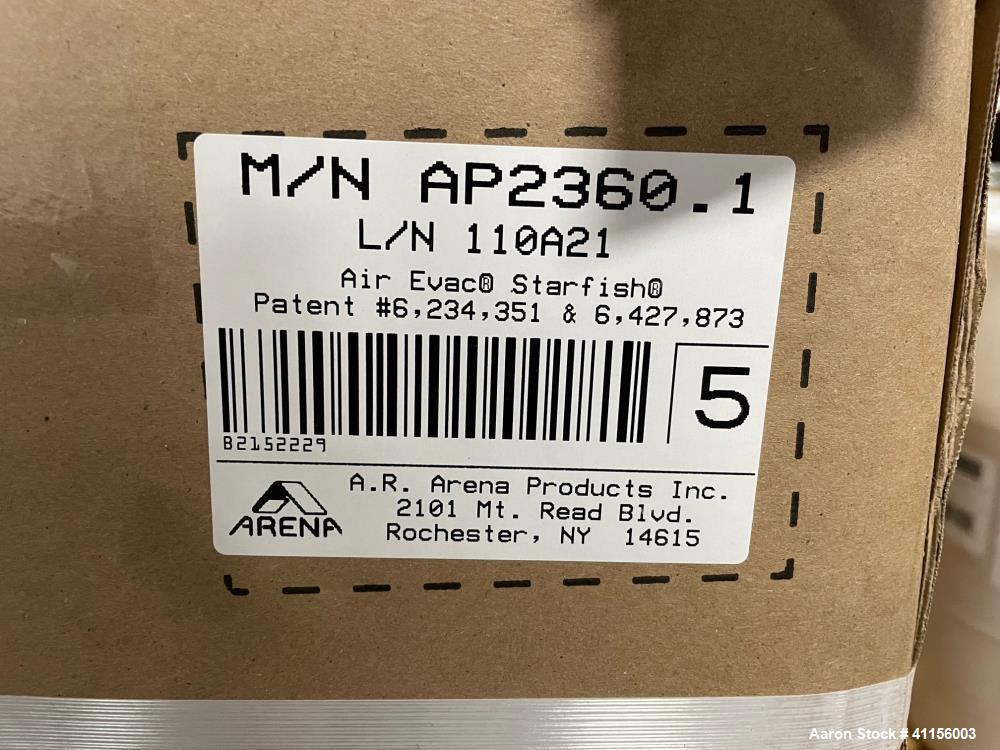 M/N AP2360.1
L/N 110A21
Air Evac® Starfish®
Patent #6,234,351 & 6,427,873
5
B2152229
ARENA
A.R. Arena Products Inc.
2101 Mt. Read Blvd.
Rochester, NY 14615
Aaron Stock # 41156003